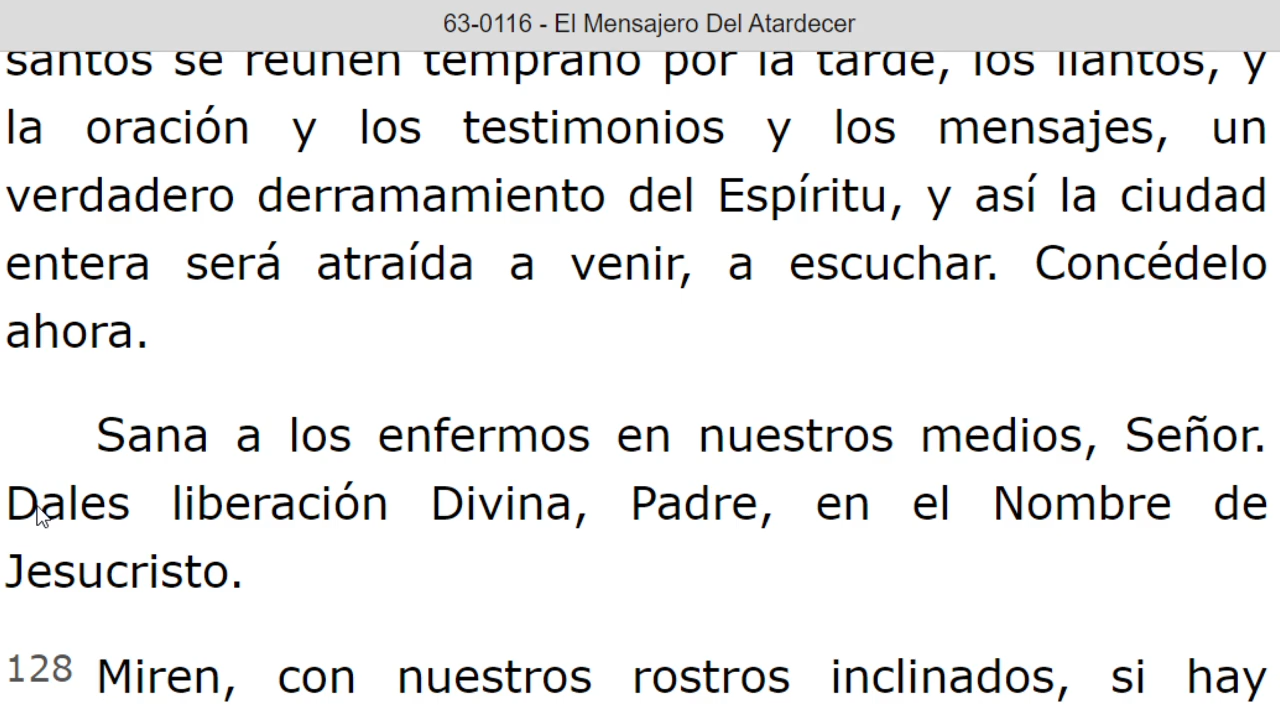 63-0116 - El Mensajero Del Atardecer
santos se reúnen temprano por la tarde, los llantos, y
la oración y los testimonios y los mensajes, un
verdadero derramamiento del Espíritu, y así la ciudad
entera será atraída a venir, a escuchar. Concédelo
ahora.
Sana a los enfermos en nuestros medios, Señor.
Dales liberación Divina, Padre, en el Nombre de
Jesucristo.
128 Miren, con nuestros rostros inclinados, si hay